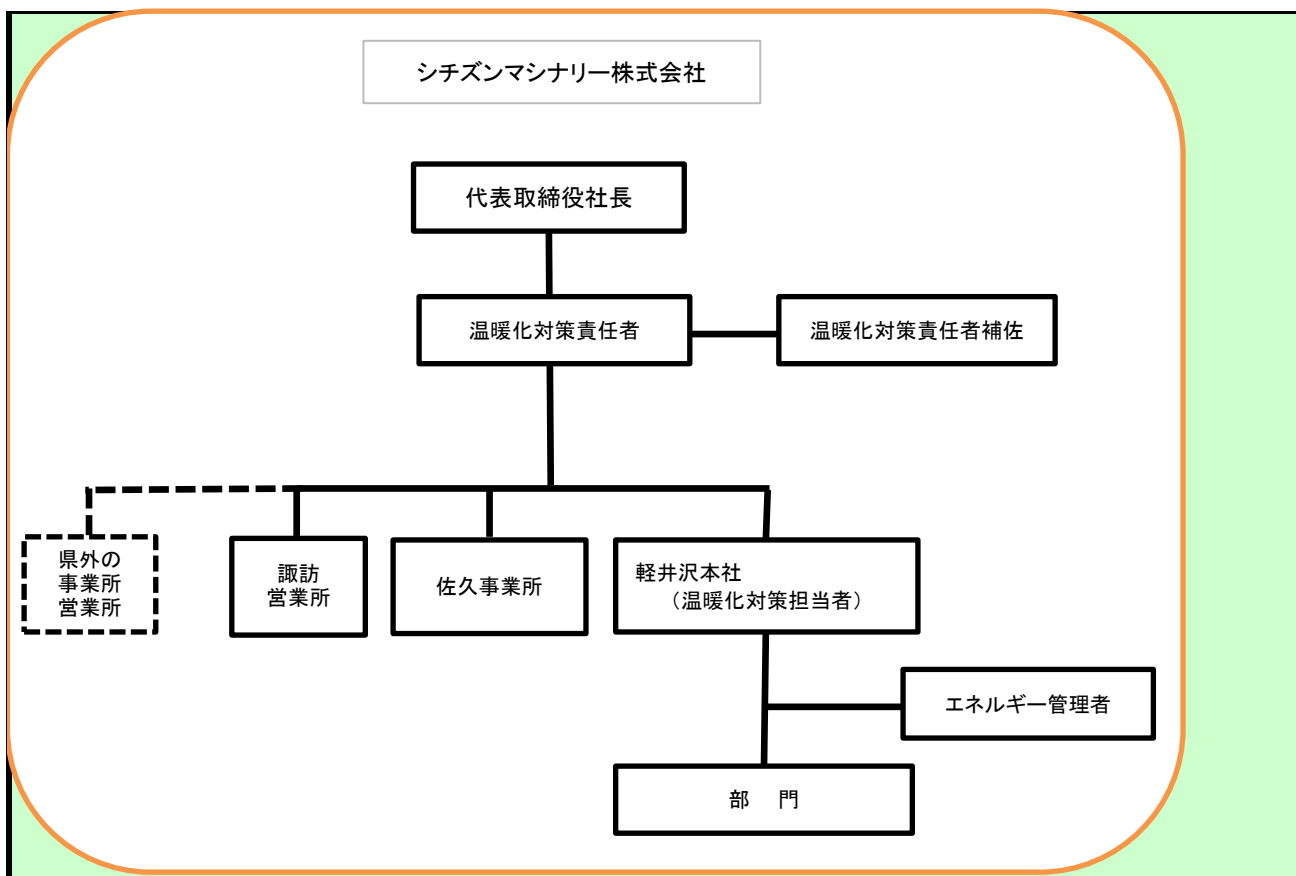 シチズンマシナリー株式会社
代表取締役社長
温暖化対策責任者
温暖化対策責任者補佐
県外の
事業所
営業所
諏訪
営業所
佐久事業所
軽井沢本社
（温暖化対策担当者）
エネルギー管理者
部　門